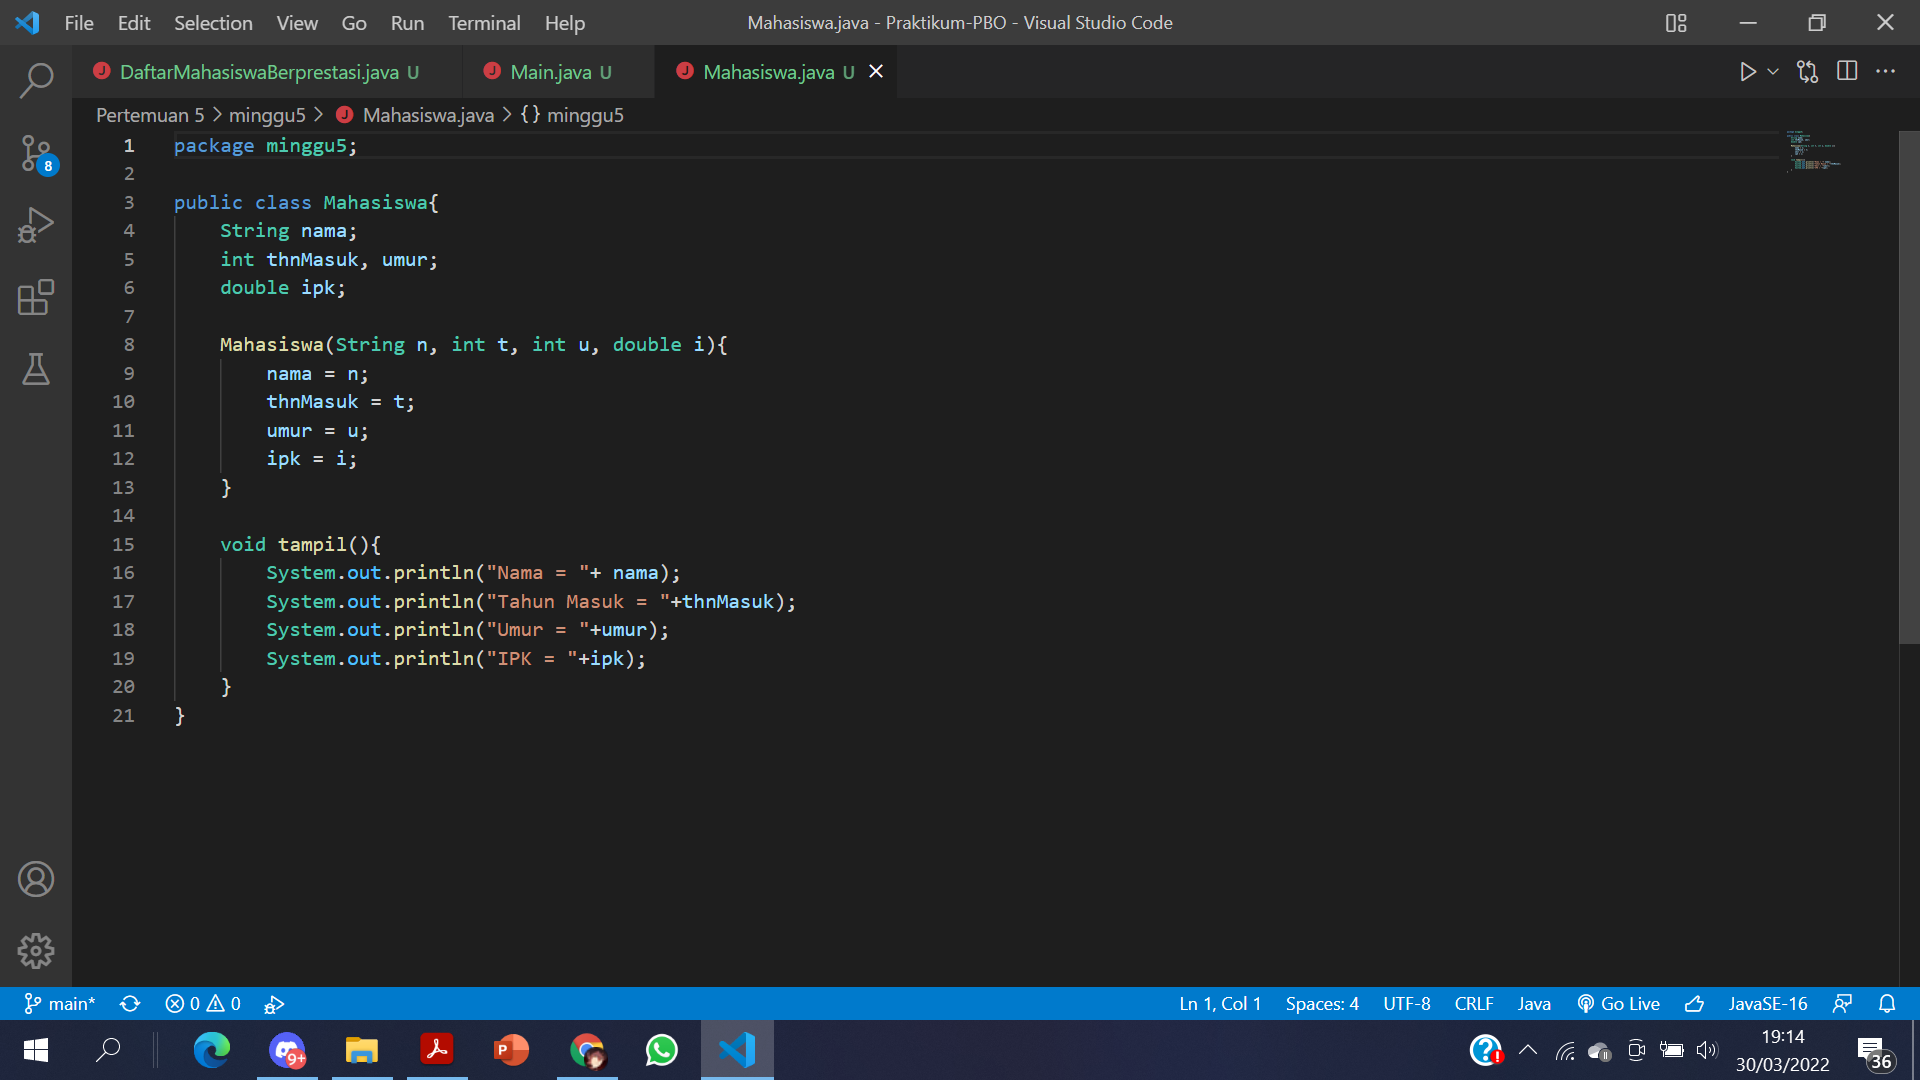 File Edit Selection View Go Run Terminal Help Mahasiswa.java - Praktikum-PBO - Visual Studio Code
J DaftarMahasiswaBerprestasi.java U J Main.java U J Mahasiswa.java U
Pertemuan 5 > minggu5 > J Mahasiswa.java > {} minggu5
8
1 package minggu5;
2
3 public class Mahasiswa{
4 String nama;
5 int thnMasuk, umur;
6 double ipk;
7
8 Mahasiswa(String n, int t, int u, double i){
9 nama = n;
10 thnMasuk = t;
11 umur = u;
12 ipk = i;
13 }
14
15 void tampil(){
16 System.out.println("Nama = "+ nama);
17 System.out.println("Tahun Masuk = "+thnMasuk);
18 System.out.println("Umur = "+umur);
19 System.out.println("IPK = "+ipk);
20 }
21 }
main* 0 0 Ln 1, Col 1 Spaces: 4 UTF-8 CRLF Java Go Live JavaSE-16
9+ P 19:14
30/03/2022 36